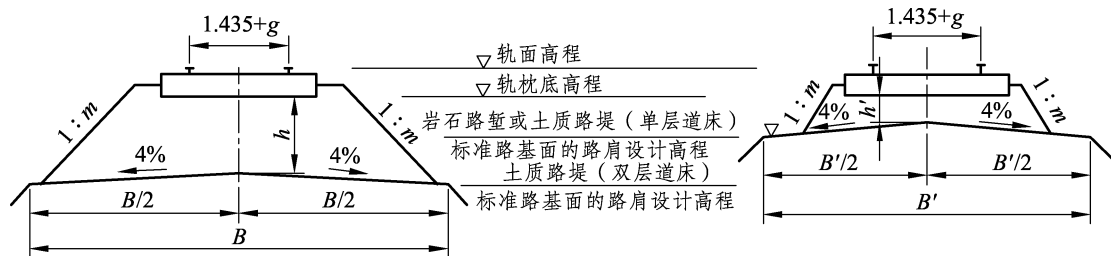 1.435+g
1.435+g
轨面高程
轨枕底高程
1:m
1:m
1:m
1:m
h
h′
4%
4%
岩石路堑或土质路堤（单层道床）
标准路基面的路肩设计高程
4%
4%
土质路堤（双层道床）
标准路基面的路肩设计高程
B/2
B/2
B′/2
B′/2
B
B′